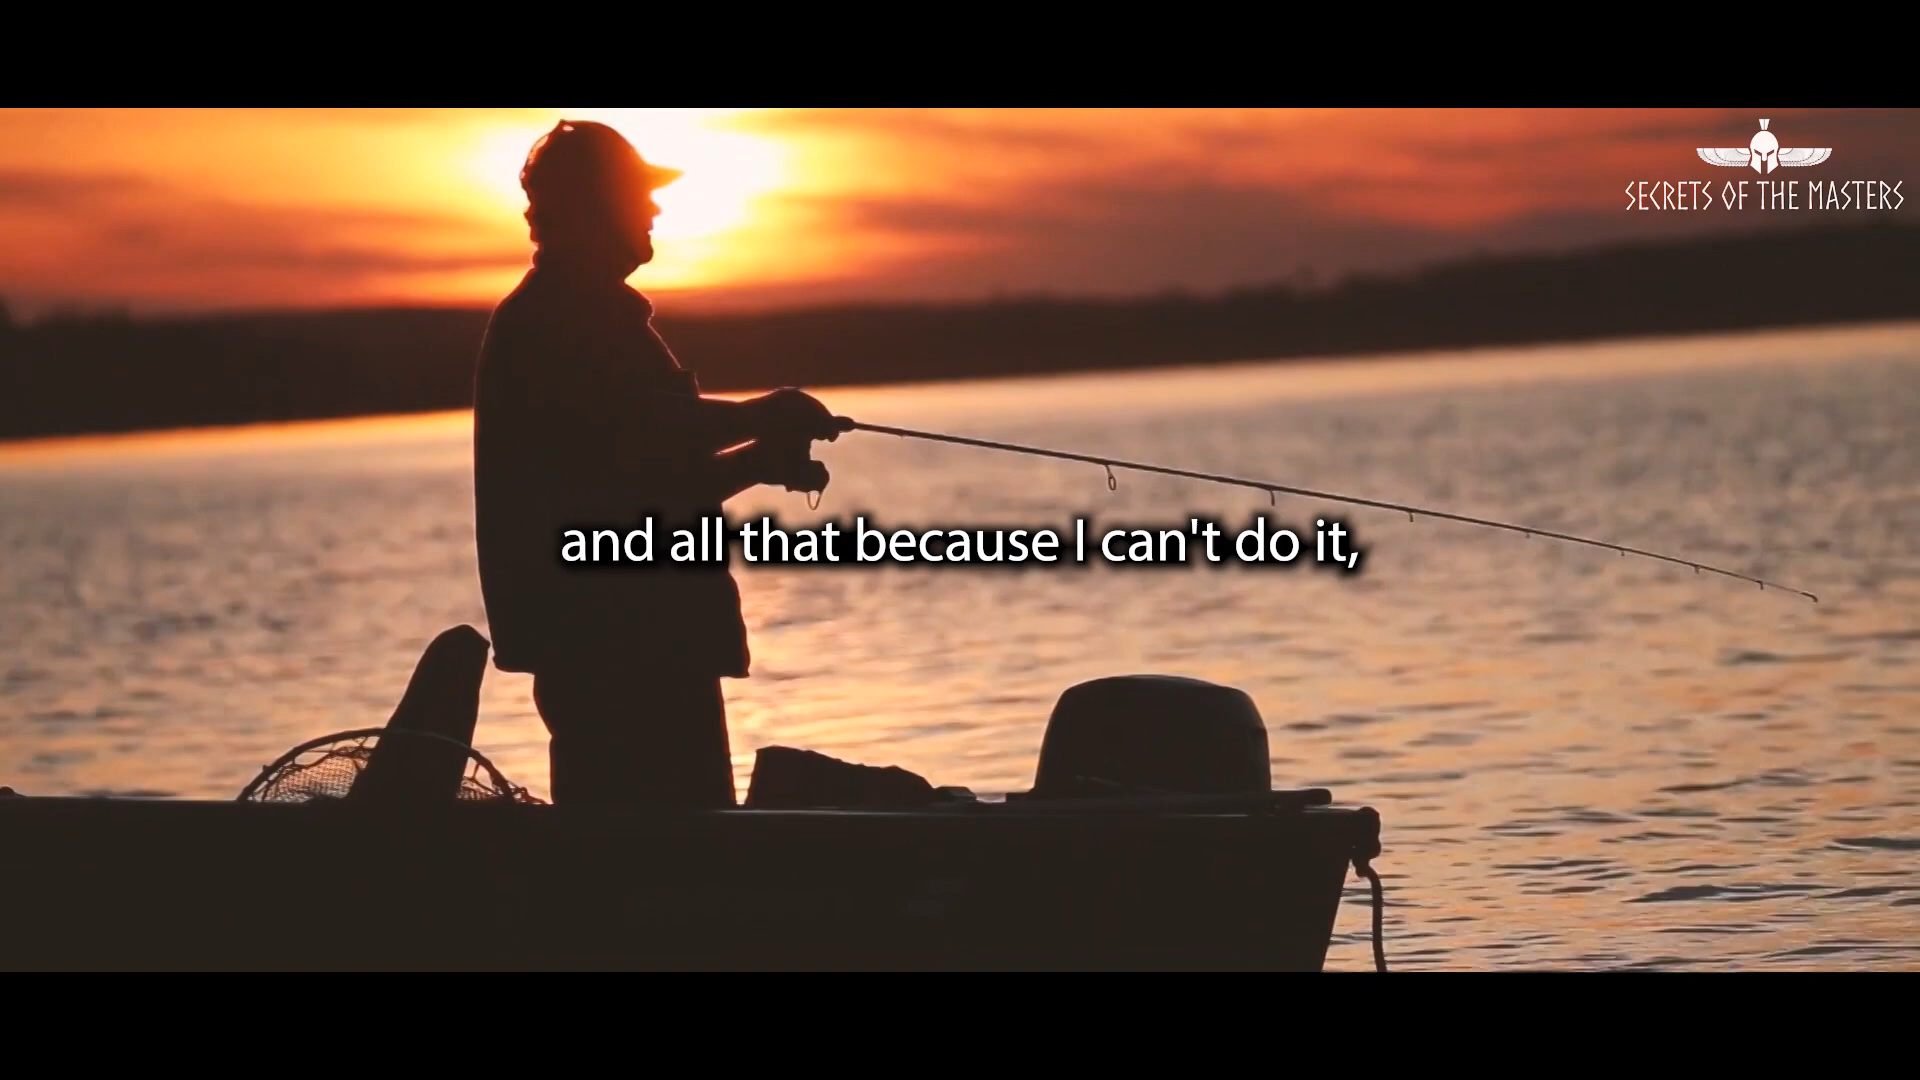 SECRETS OF THE MASTERS
and all that because I can't do it,